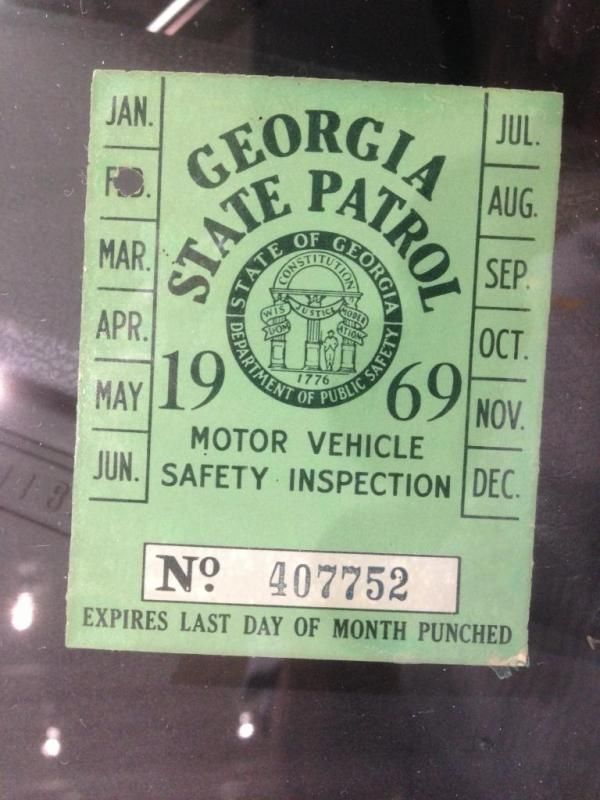 JAN.
FEB.
MAR.
APR.
MAY
JUN.
GEORGIA
STATE PATROL
STATE OF GEORGIA
CONSTITUTION
WISDOM
JUSTICE
MODERATION
1776
DEPARTMENT OF PUBLIC SAFETY
1969
MOTOR VEHICLE
SAFETY INSPECTION
JUL.
AUG.
SEP.
OCT.
NOV.
DEC.
Nº 407752
EXPIRES LAST DAY OF MONTH PUNCHED